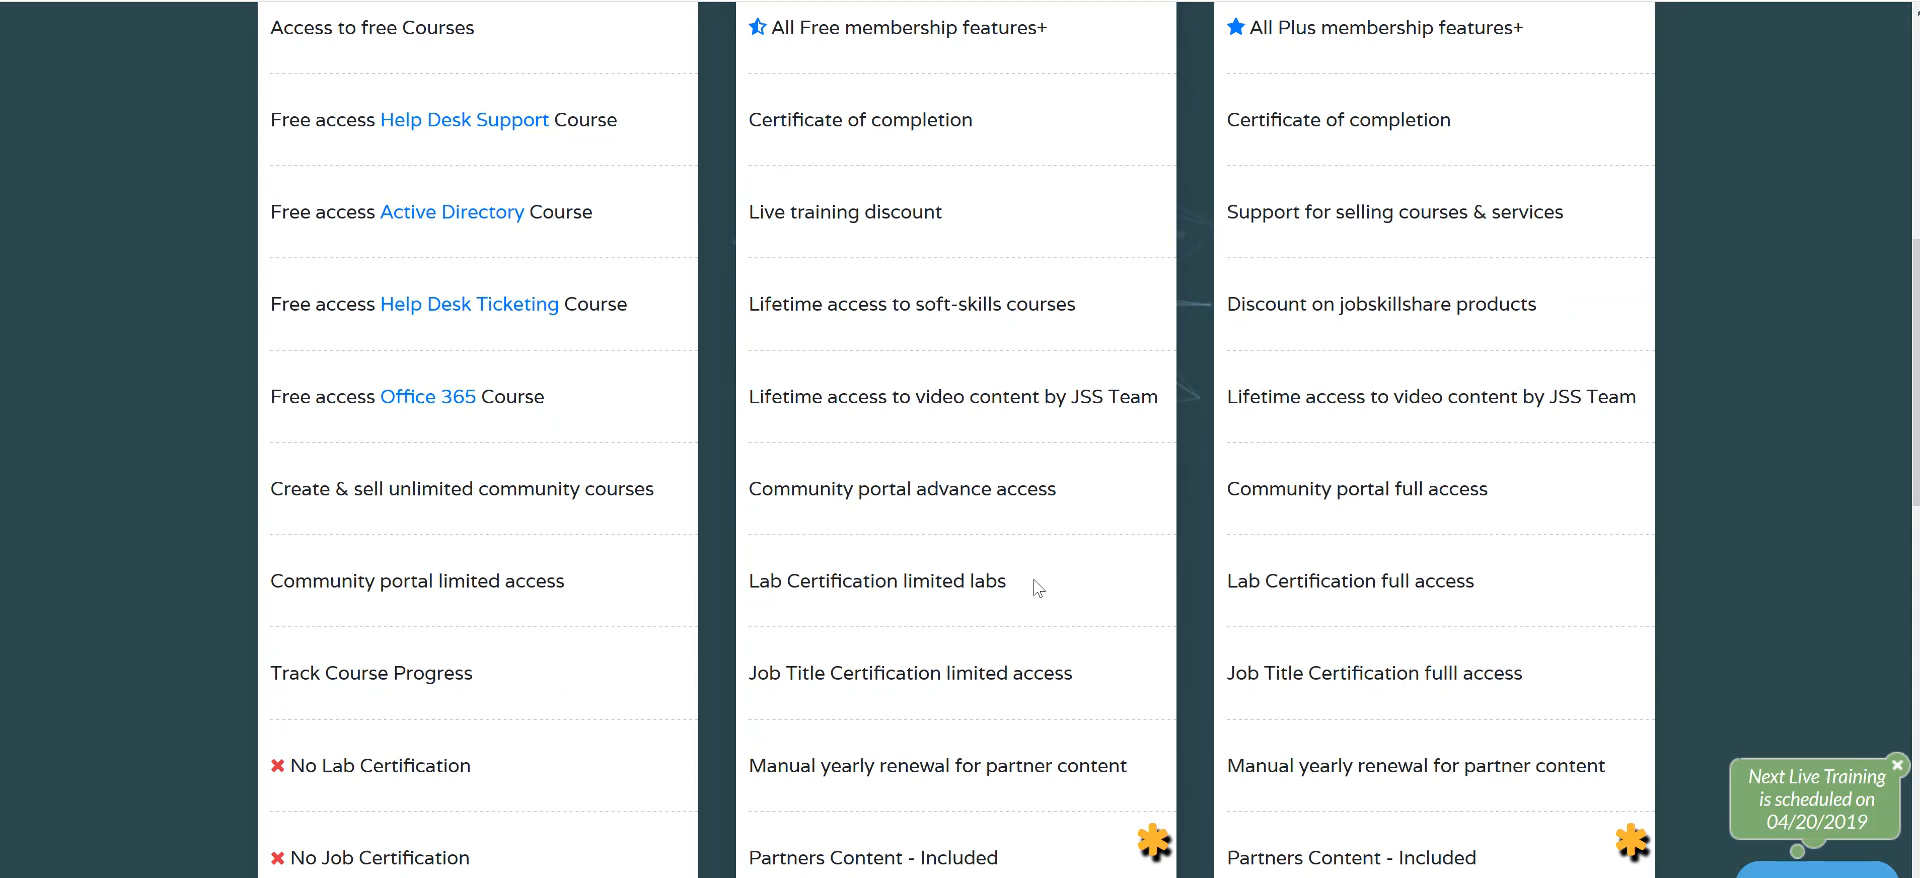 Access to free Courses
Free access Help Desk Support Course
Free access Active Directory Course
Free access Help Desk Ticketing Course
Free access Office 365 Course
Create & sell unlimited community courses
Community portal limited access
Track Course Progress
No Lab Certification
No Job Certification
All Free membership features+
Certificate of completion
Live training discount
Lifetime access to soft-skills courses
Lifetime access to video content by JSS Team
Community portal advance access
Lab Certification limited labs
Job Title Certification limited access
Manual yearly renewal for partner content
Partners Content - Included
All Plus membership features+
Certificate of completion
Support for selling courses & services
Discount on jobskillshare products
Lifetime access to video content by JSS Team
Community portal full access
Lab Certification full access
Job Title Certification fulll access
Manual yearly renewal for partner content
Partners Content - Included
Next Live Training
is scheduled on
04/20/2019